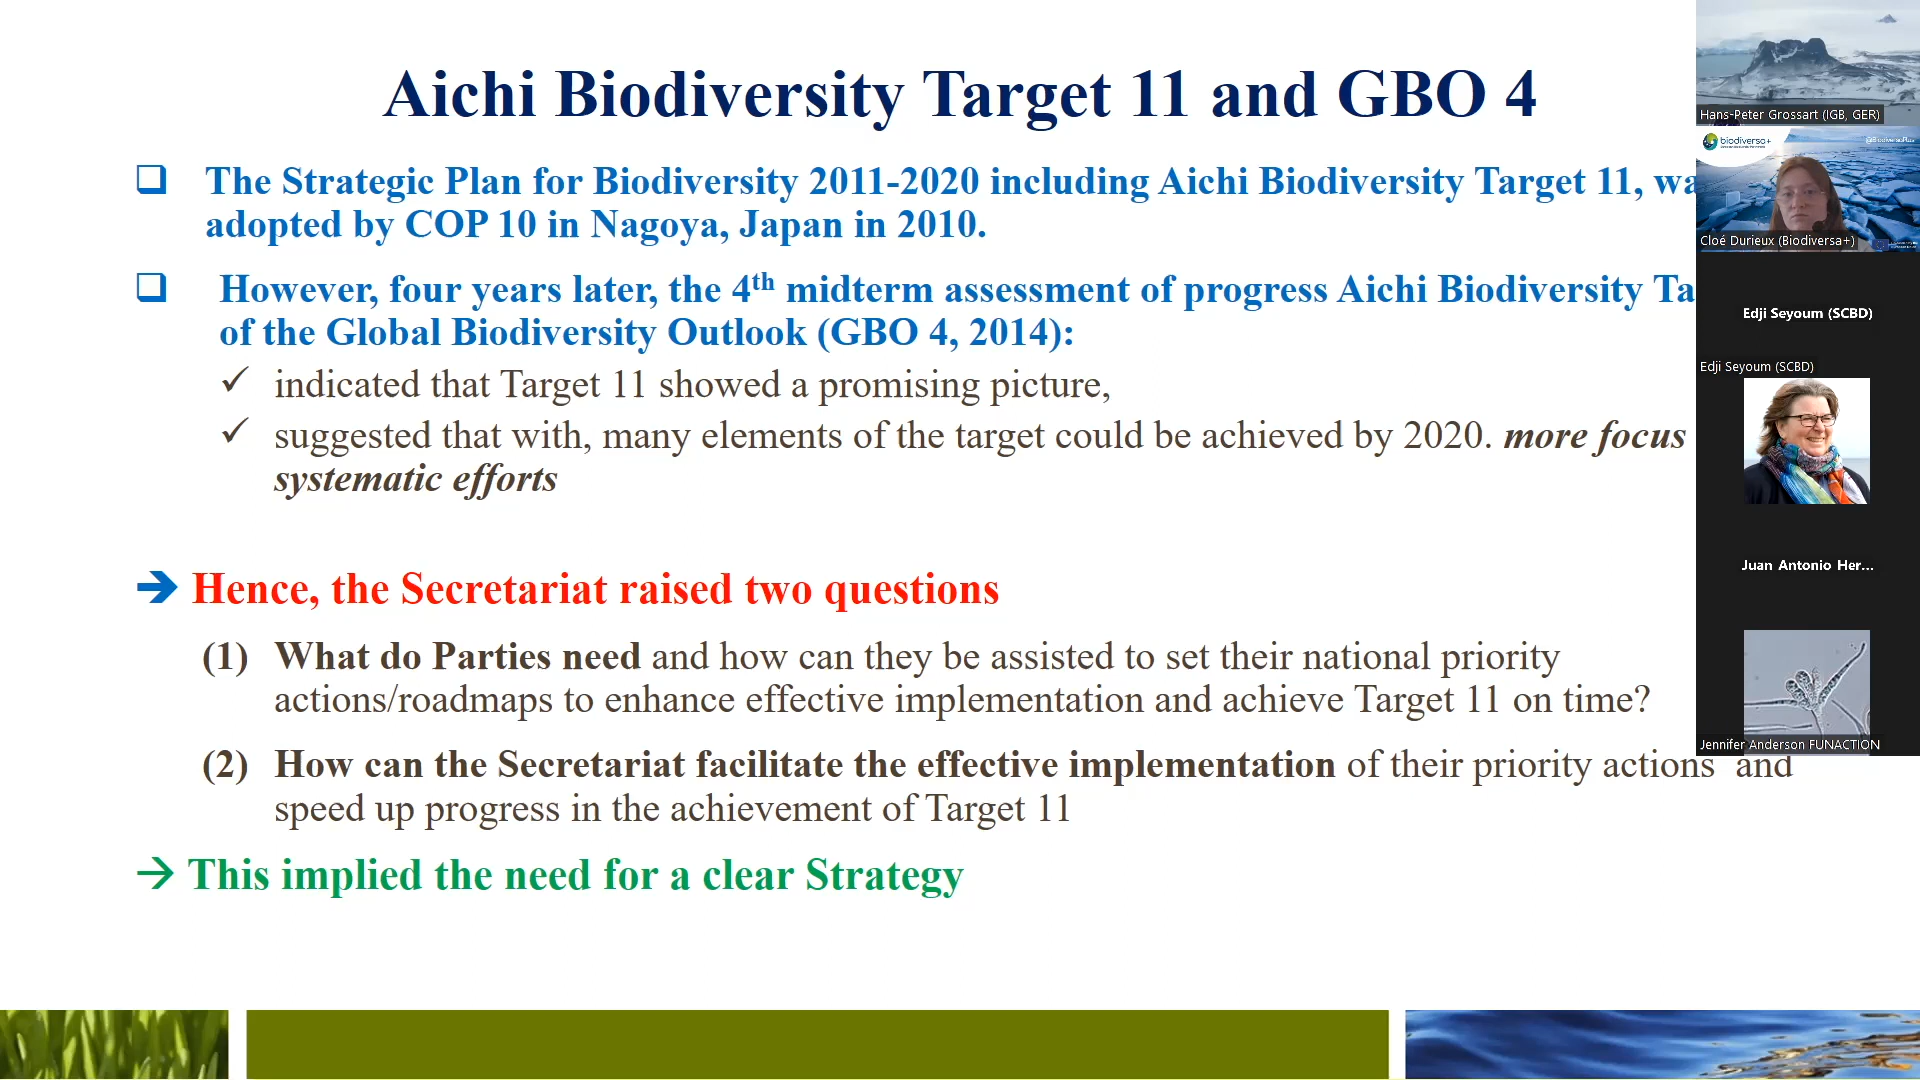 Aichi Biodiversity Target 11 and GBO 4
The Strategic Plan for Biodiversity 2011-2020 including Aichi Biodiversity Target 11, wa
adopted by COP 10 in Nagoya, Japan in 2010.
However, four years later, the 4th midterm assessment of progress Aichi Biodiversity Ta
of the Global Biodiversity Outlook (GBO 4, 2014):
✓ indicated that Target 11 showed a promising picture,
✓ suggested that with, many elements of the target could be achieved by 2020. more focus
systematic efforts
➔ Hence, the Secretariat raised two questions
(1) What do Parties need and how can they be assisted to set their national priority
actions/roadmaps to enhance effective implementation and achieve Target 11 on time?
(2) How can the Secretariat facilitate the effective implementation of their priority actions and
speed up progress in the achievement of Target 11
→ This implied the need for a clear Strategy
Hans-Peter Grossart (IGB, GER)
biodiversa+
@BiodiversaPlus
Cloé Durieux (Biodiversa+)
Edji Seyoum (SCBD)
Edji Seyoum (SCBD)
Juan Antonio Her...
Jennifer Anderson FUNACTION